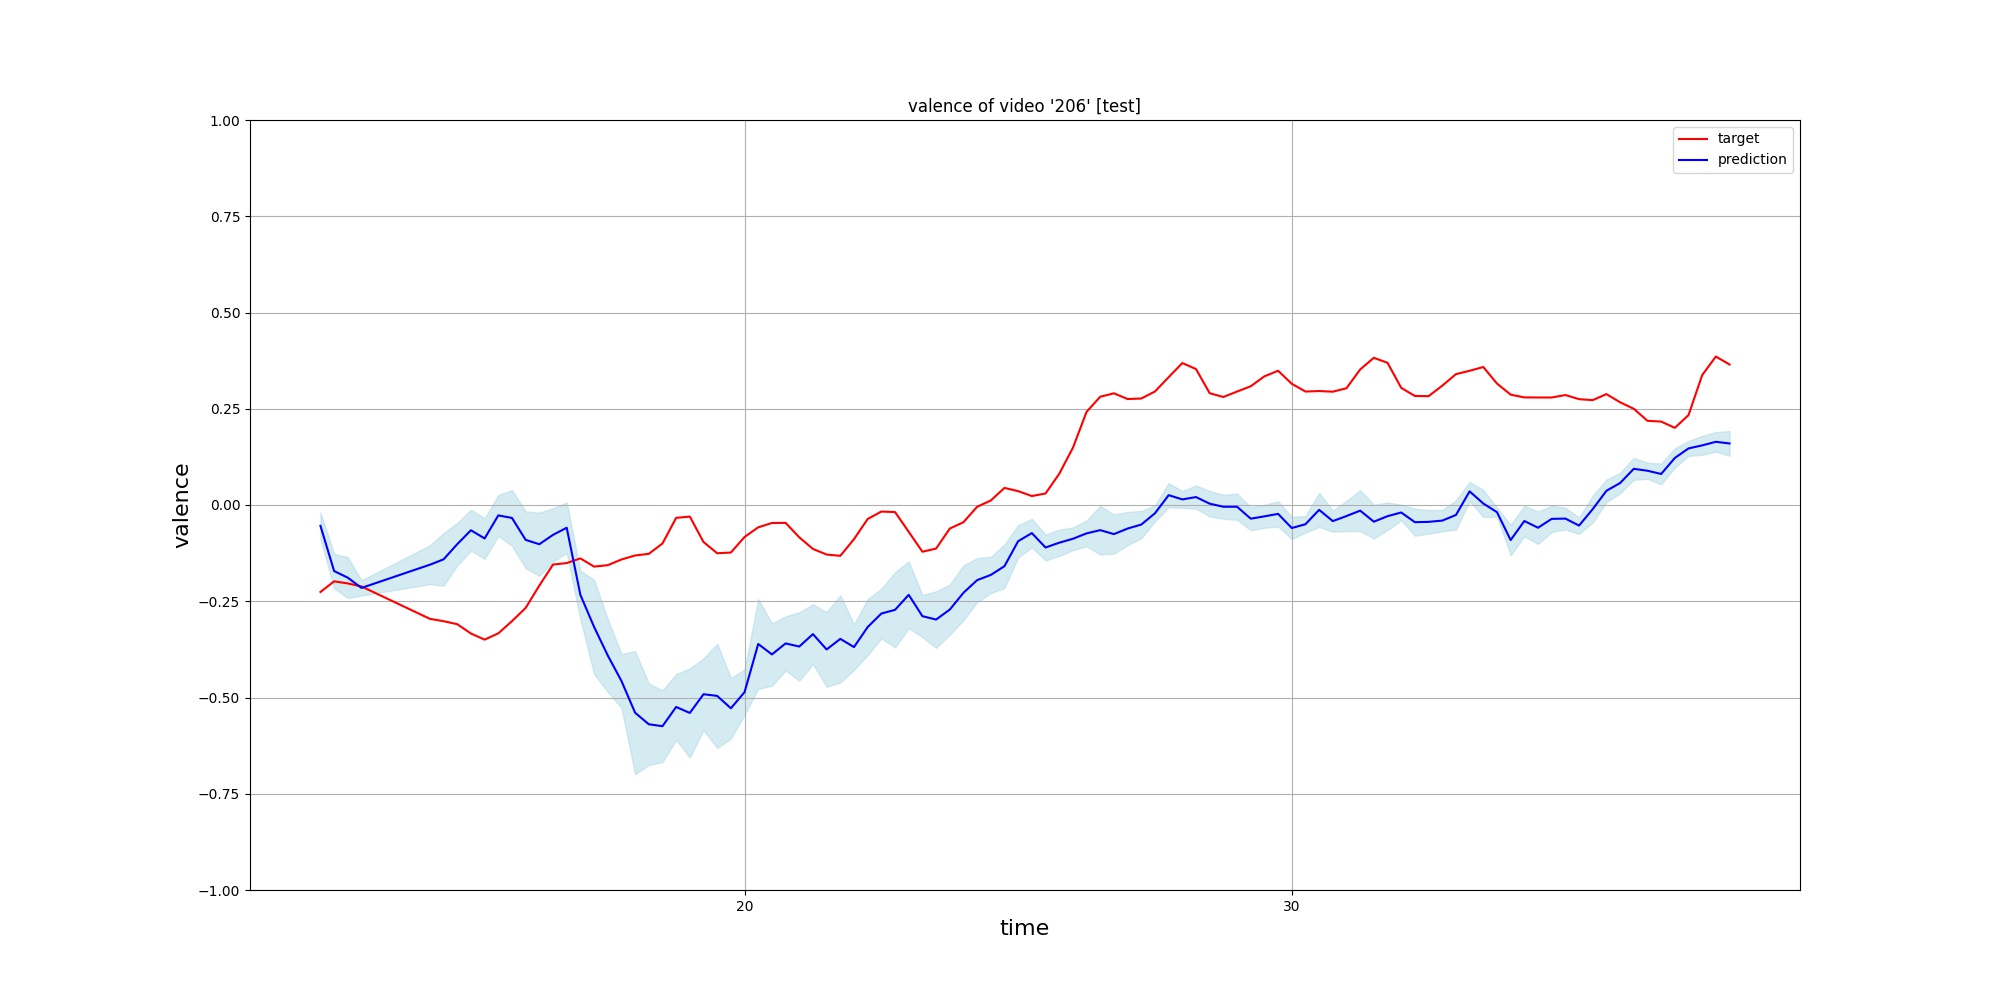 valence of video '206' [test]
target
prediction
1.00
0.75
0.50
0.25
0.00
−0.25
−0.50
−0.75
−1.00
valence
20
30
time